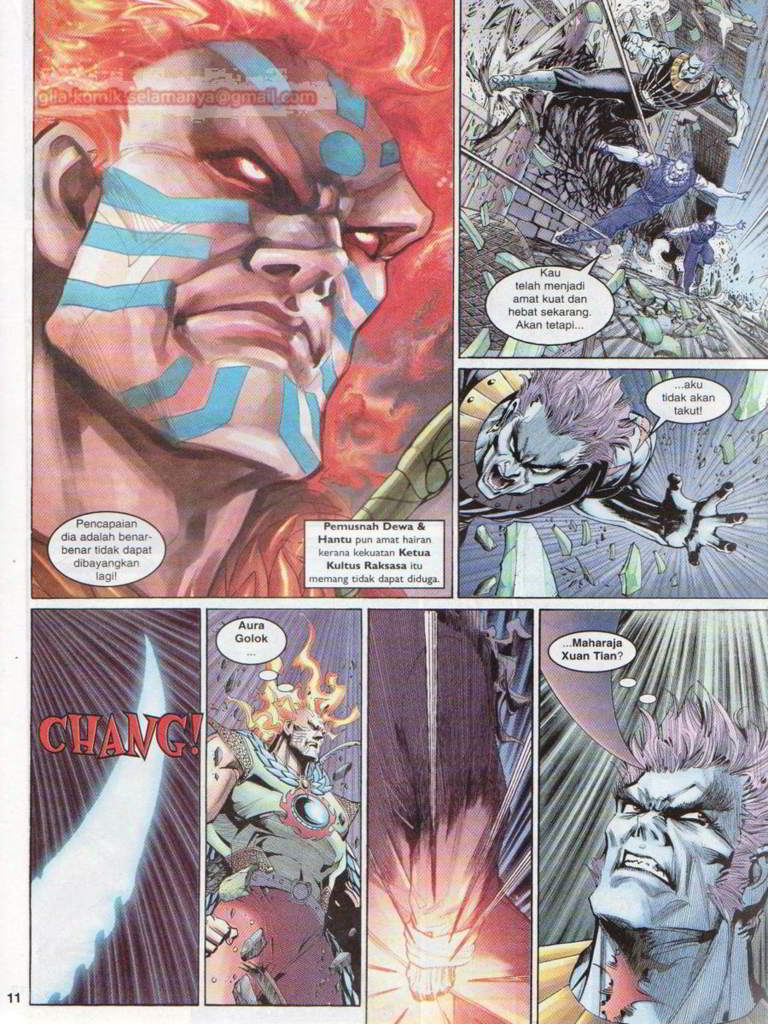 gila.komik.selamanya@gmail.com
Pencapaian
dia adalah benar-
benar tidak dapat
dibayangkan
lagi!
Pemusnah Dewa &
Hantu pun amat hairan
kerana kekuatan Ketua
Kultus Raksasa itu
memang tidak dapat diduga.
Kau
telah menjadi
amat kuat dan
hebat sekarang.
Akan tetapi...
...aku
tidak akan
takut!
CHANG!
Aura
Golok
...
...Maharaja
Xuan Tian?
11